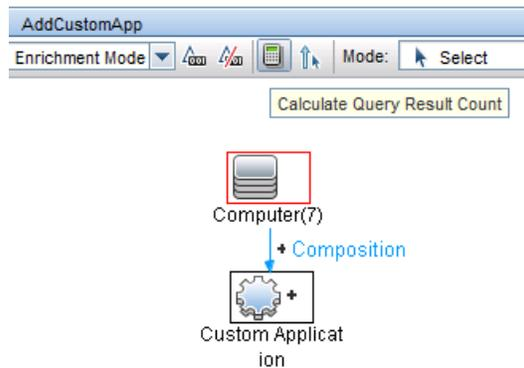 AddCustomApp
Enrichment Mode Mode: Select
Calculate Query Result Count
Computer(7)
+ Composition
+
Custom Applicat
ion